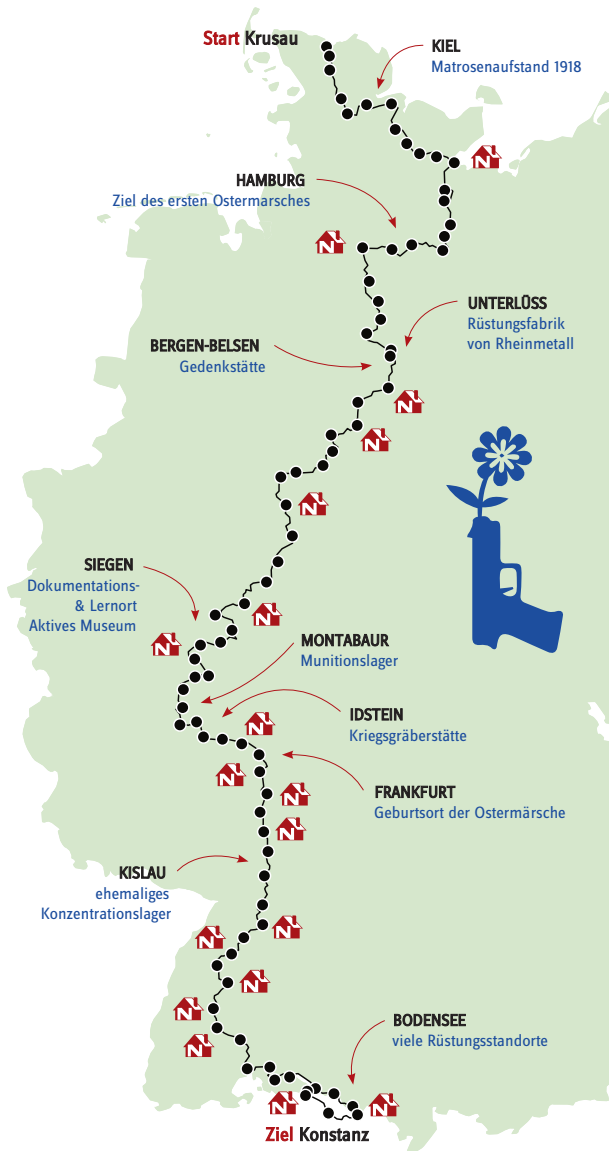 Start Krusau
KIEL
Matrosenaufstand 1918
N
HAMBURG
Ziel des ersten Ostermarsches
N
UNTERLÜSS
Rüstungsfabrik
von Rheinmetall
BERGEN-BELSEN
Gedenkstätte
N
N
N
SIEGEN
Dokumentations-
& Lernort
Aktives Museum
N
N
MONTABAUR
Munitionslager
IDSTEIN
Kriegsgräberstätte
N
N
FRANKFURT
Geburtsort der Ostermärsche
N
N
KISLAU
ehemaliges
Konzentrationslager
N
N
N
N
N
BODENSEE
viele Rüstungsstandorte
N
N
Ziel Konstanz